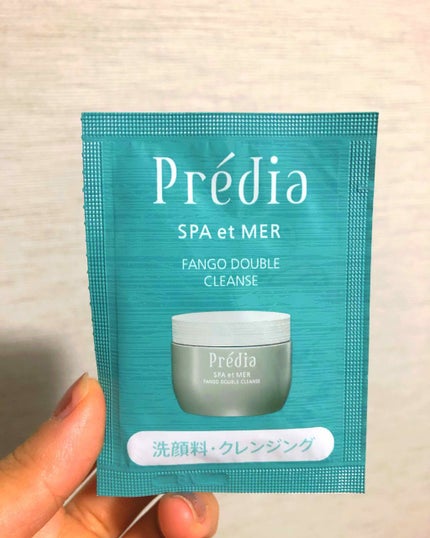 Prédia
SPA et MER
FANGO DOUBLE
CLEANSE
Prédia
SPA et MER
FANGO DOUBLE CLEANSE
洗顔料・クレンジング